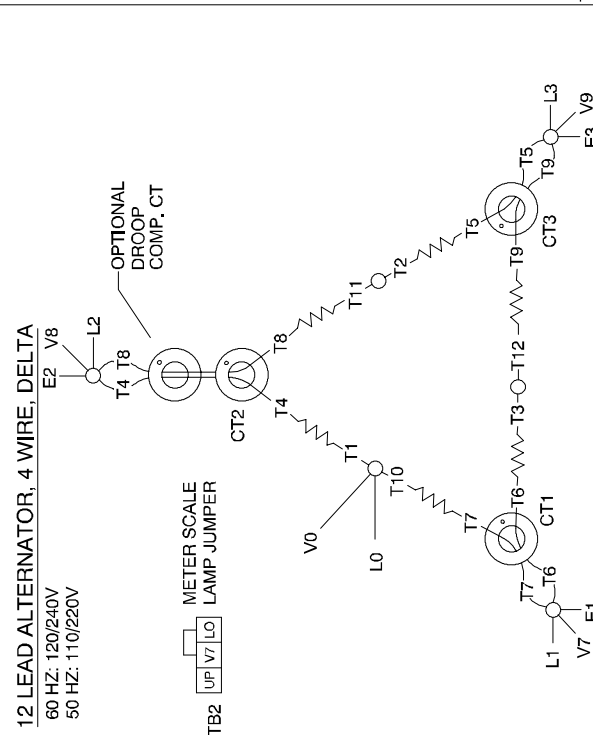 12 LEAD ALTERNATOR, 4 WIRE, DELTA
60 HZ: 120/240V
50 HZ: 110/220V
TB2
UP V7 LO
METER SCALE
LAMP JUMPER
OPTIONAL
DROOP
COMP. CT
E2
V8
L2
T4
T8
CT2
T4
T8
T1
T10
V0
L0
T7
T11
T2
T5
T6
T3
T12
T9
CT1
CT3
T7
T6
L1
V7
E1
T5
T9
L3
V9
E3